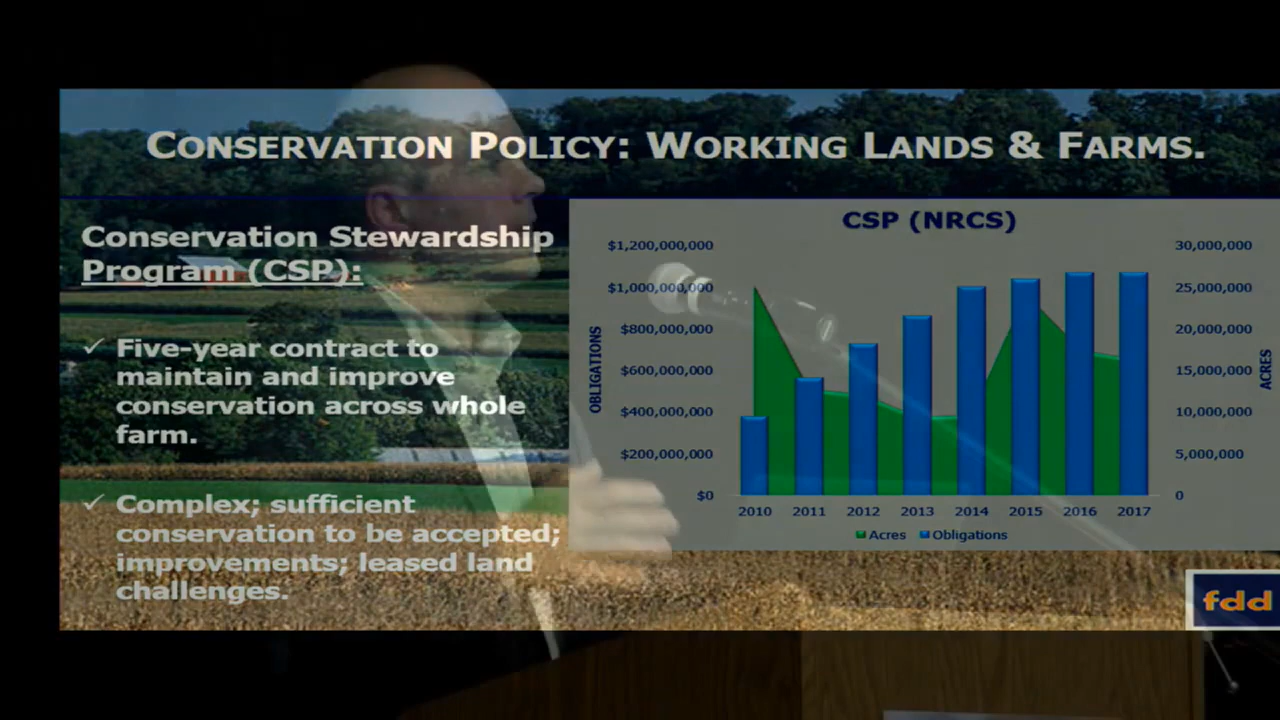 CONSERVATION POLICY: WORKING LANDS & FARMS.
Conservation Stewardship
Program (CSP):
✓ Five-year contract to
maintain and improve
conservation across whole
farm.
✓ Complex; sufficient
conservation to be accepted;
improvements; leased land
challenges.
CSP (NRCS)
OBLIGATIONS
$1,200,000,000
$1,000,000,000
$800,000,000
$600,000,000
$400,000,000
$200,000,000
$0
30,000,000
25,000,000
20,000,000
15,000,000
10,000,000
5,000,000
0
ACRES
2010 2011 2012 2013 2014 2015 2016 2017
Acres Obligations
fdd